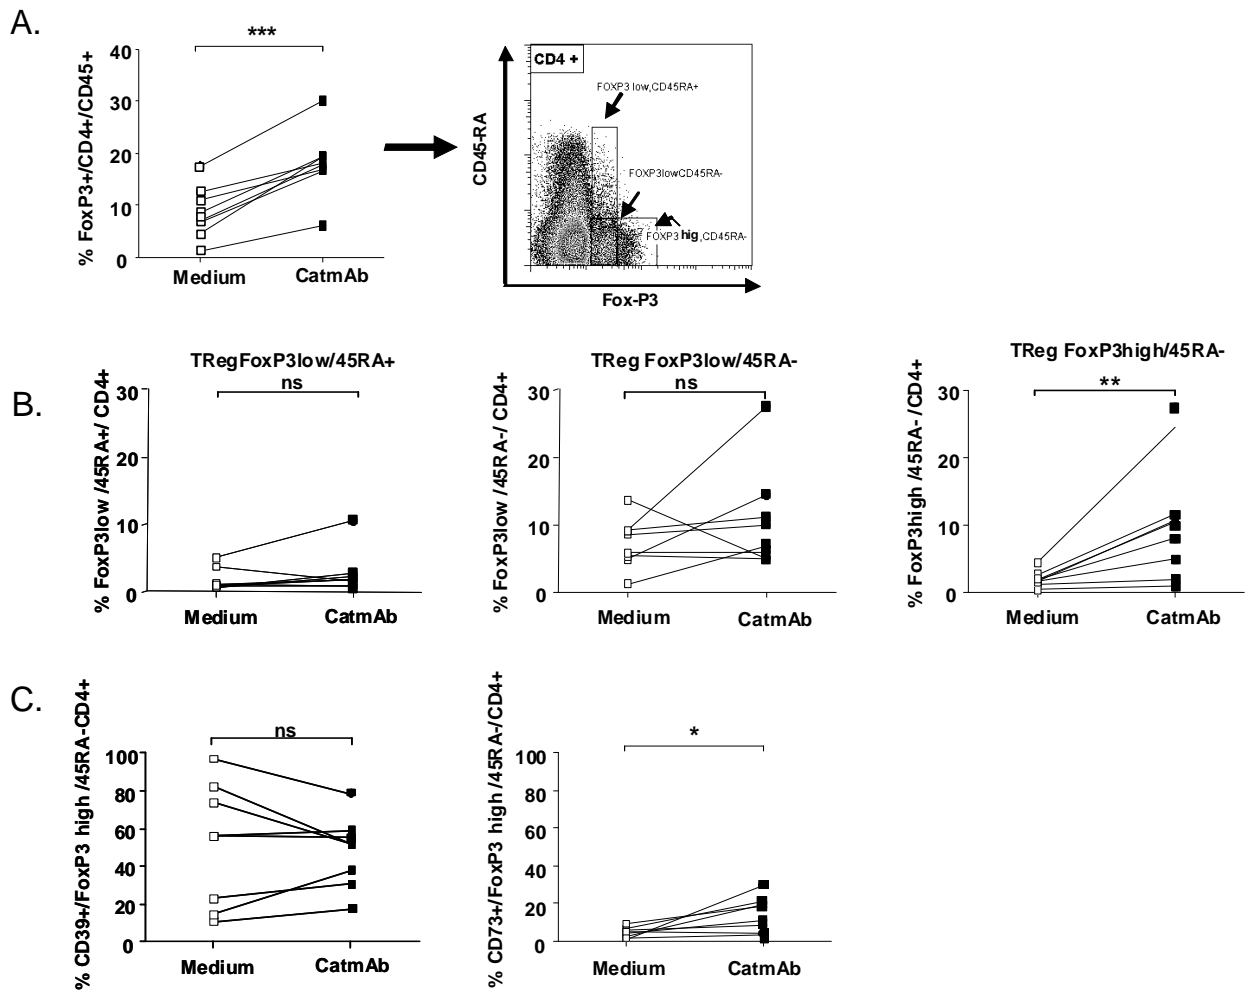 A.
***
% FoxP3+/CD4+/CD45+
40
30
20
10
0
Medium
CatmAb
CD4 +
FOXP3 low,CD45RA+
FOXP3lowCD45RA-
FOXP3 hig,CD45RA-
CD45-RA
Fox-P3
B.
TRegFoxP3low/45RA+
ns
% FoxP3low /45RA+/ CD4+
30
20
10
0
Medium
CatmAb
TReg FoxP3low/45RA-
ns
% FoxP3low /45RA-/ CD4+
30
20
10
0
Medium
CatmAb
TReg FoxP3high/45RA-
**
% FoxP3high /45RA- /CD4+
30
20
10
0
Medium
CatmAb
C.
ns
% CD39+/FoxP3 high /45RA-CD4+
100
80
60
40
20
0
Medium
CatmAb
*
% CD73+/FoxP3 high /45RA-/CD4+
100
80
60
40
20
0
Medium
CatmAb